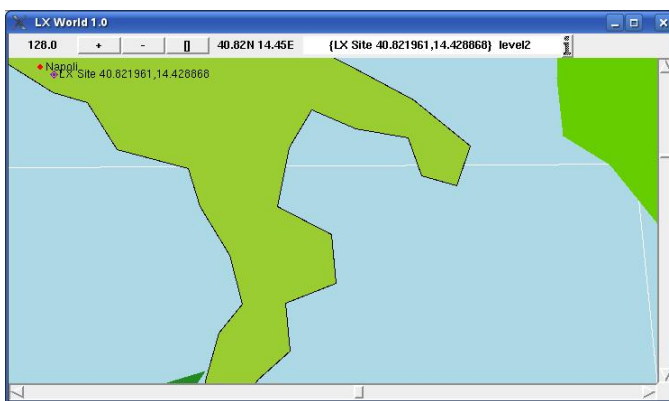 LX World 1.0
128.0 + - [] 40.82N 14.45E {LX Site 40.821961,14.428868} level2
Napoli
LX Site 40.821961,14.428868